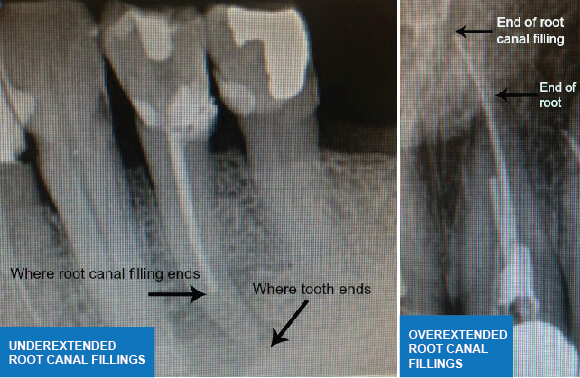 Where root canal filling ends
Where tooth ends
UNDEREXTENDED
ROOT CANAL FILLINGS
End of root
canal filling
End of
root
OVEREXTENDED
ROOT CANAL
FILLINGS